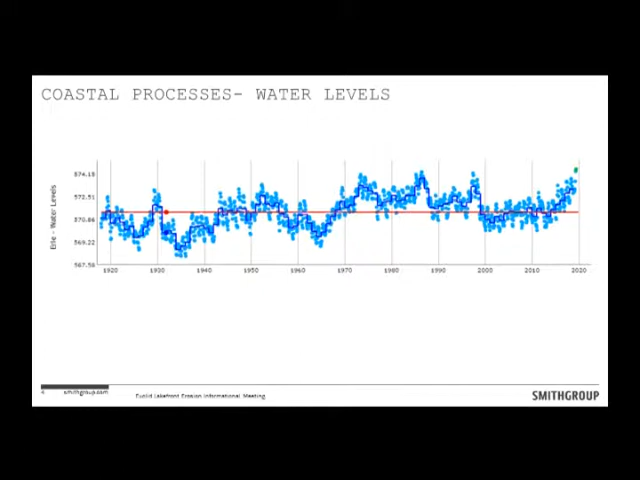 COASTAL PROCESSES- WATER LEVELS
Erie - Water Levels
574.15
572.51
570.86
569.22
567.58
1920 1930 1940 1950 1960 1970 1980 1990 2000 2010 2020
smithgroup.com
Euclid Lakefront Erosion Informational Meeting
SMITHGROUP